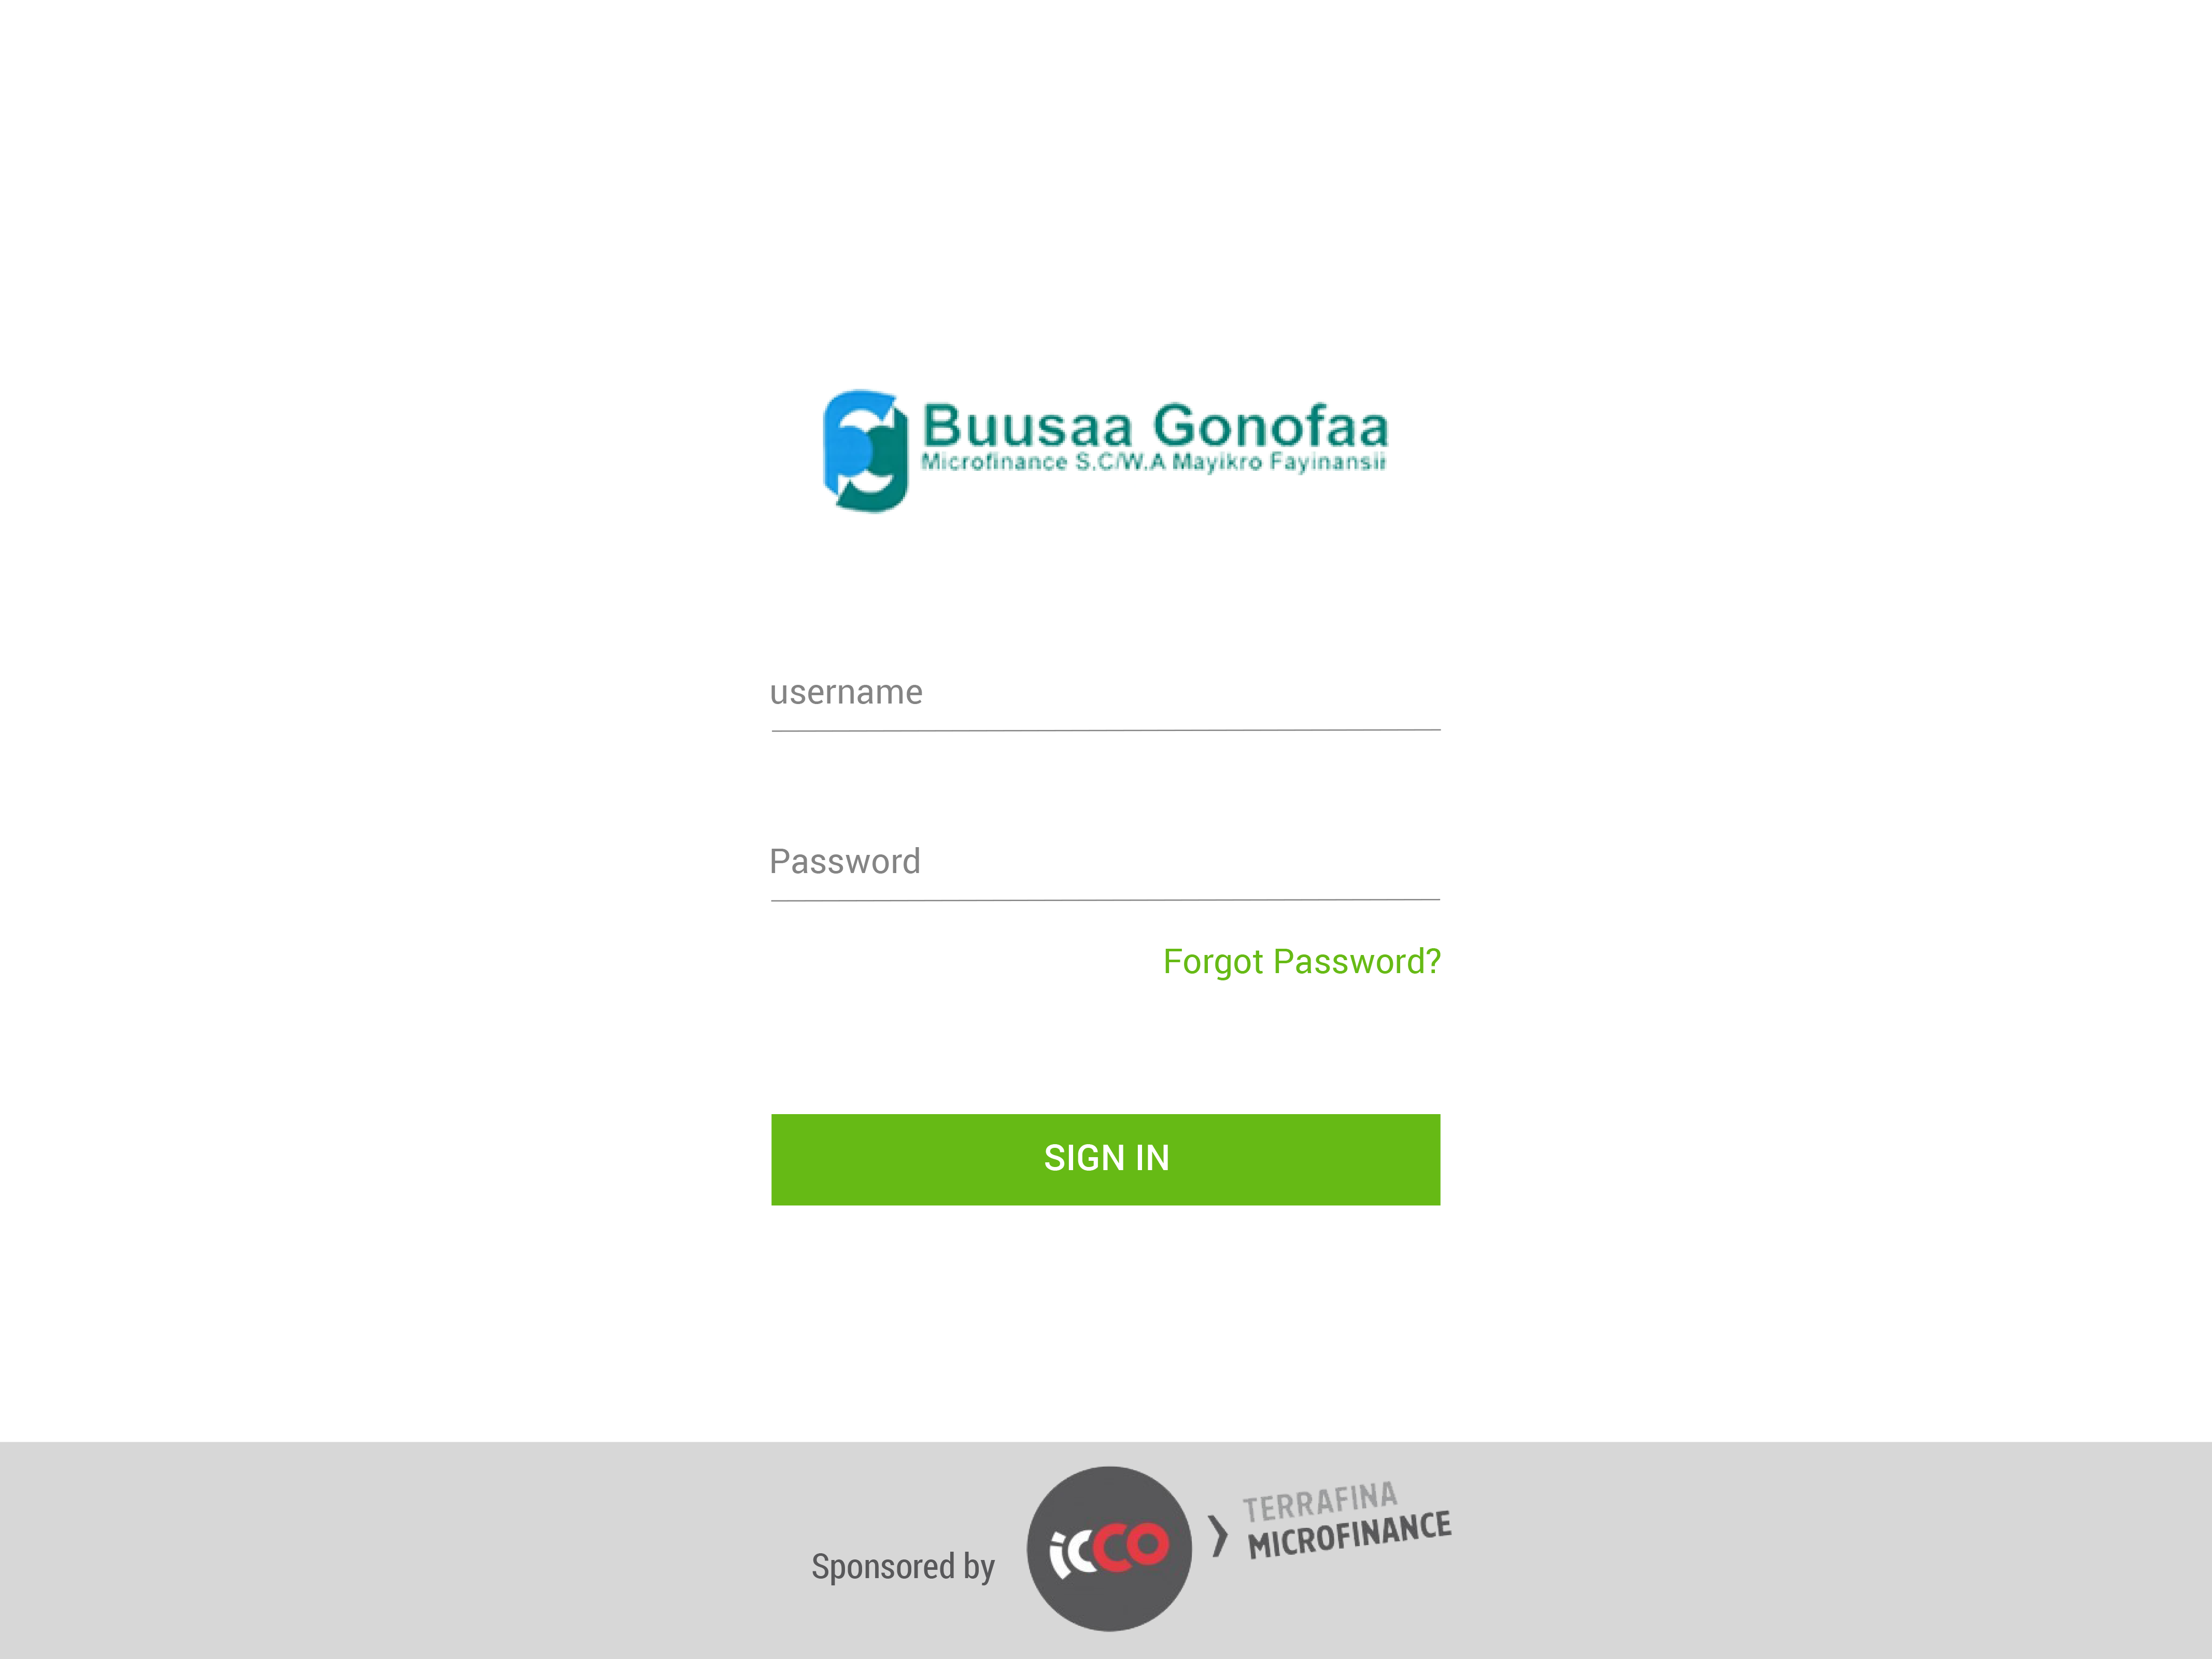 Buusaa Gonofaa
Microfinance S.C/W.A Mayikro Fayinansii
username
Password
Forgot Password?
SIGN IN
Sponsored by
icco
TERRAFINA
MICROFINANCE